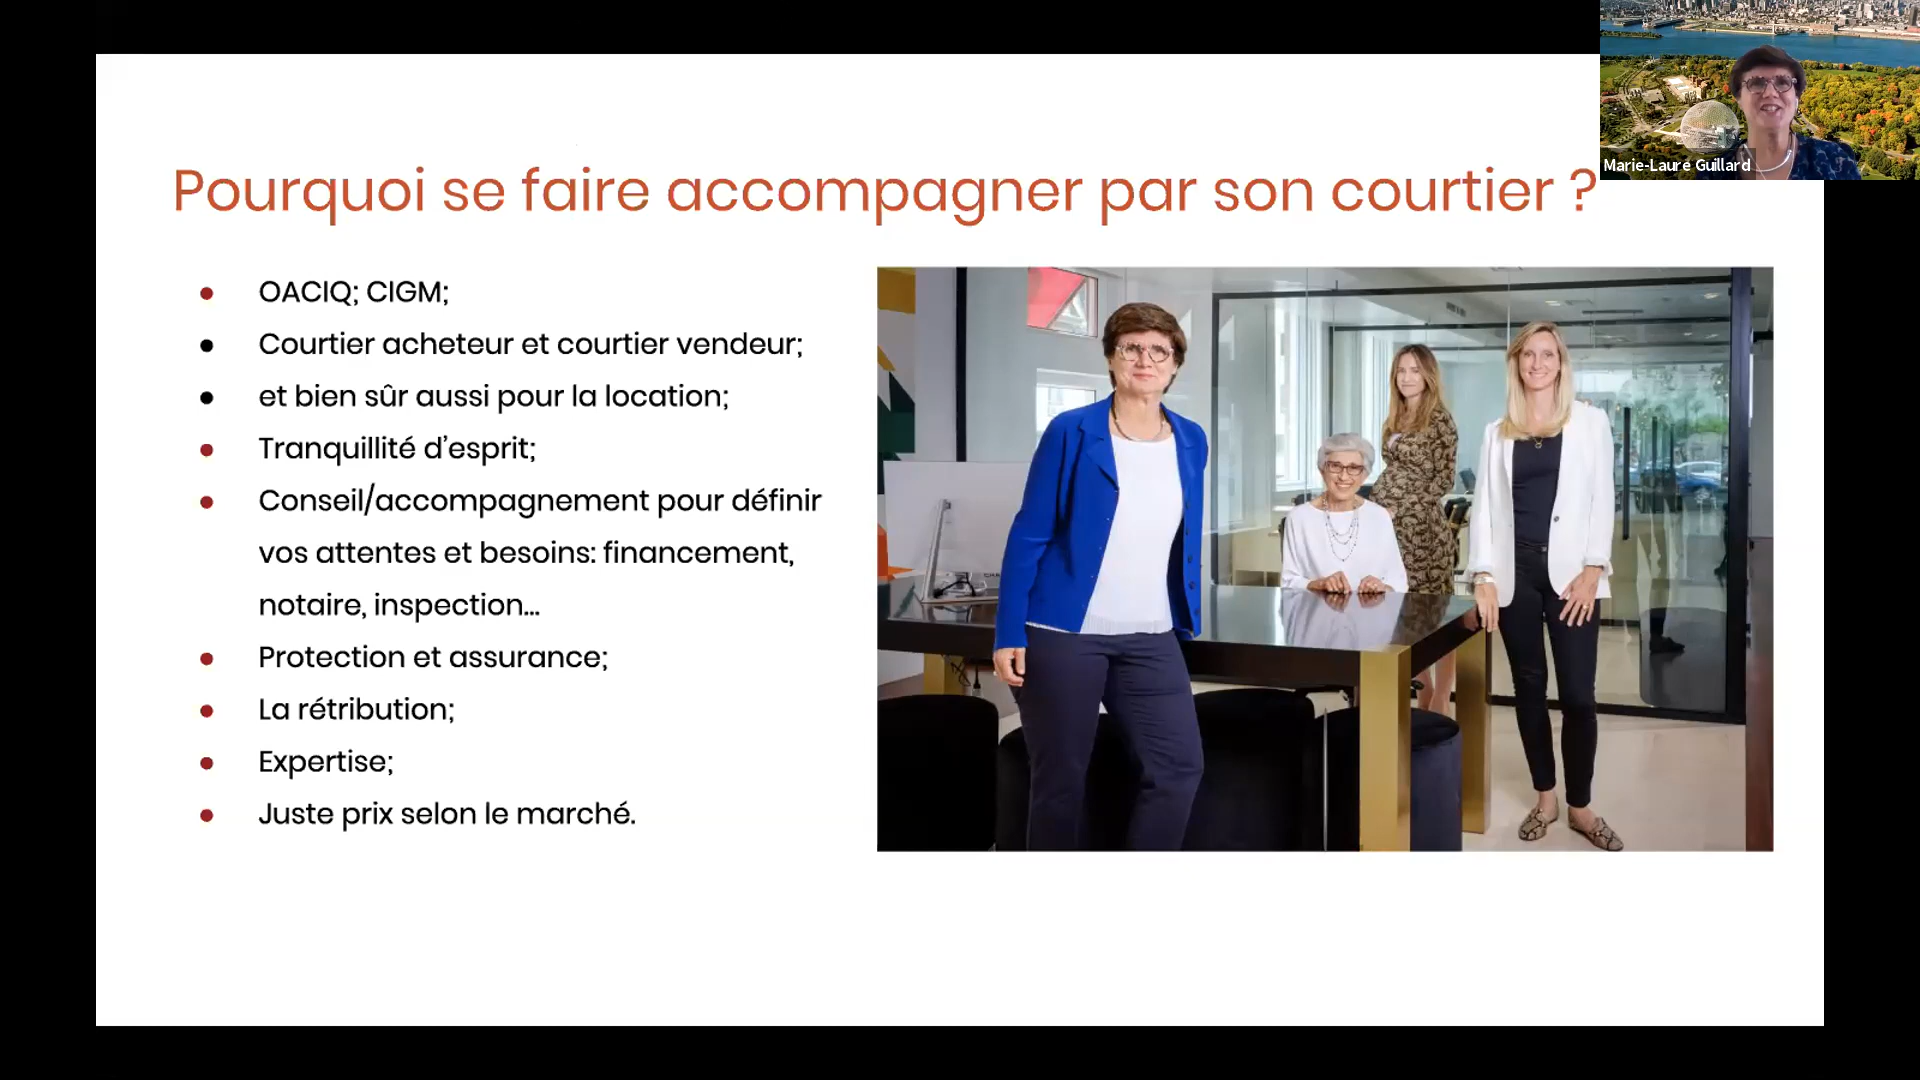 Marie-Laure Guillard
Pourquoi se faire accompagner par son courtier ?
OACIQ; CIGM;
Courtier acheteur et courtier vendeur;
et bien sûr aussi pour la location;
Tranquillité d’esprit;
Conseil/accompagnement pour définir
vos attentes et besoins: financement,
notaire, inspection...
Protection et assurance;
La rétribution;
Expertise;
Juste prix selon le marché.